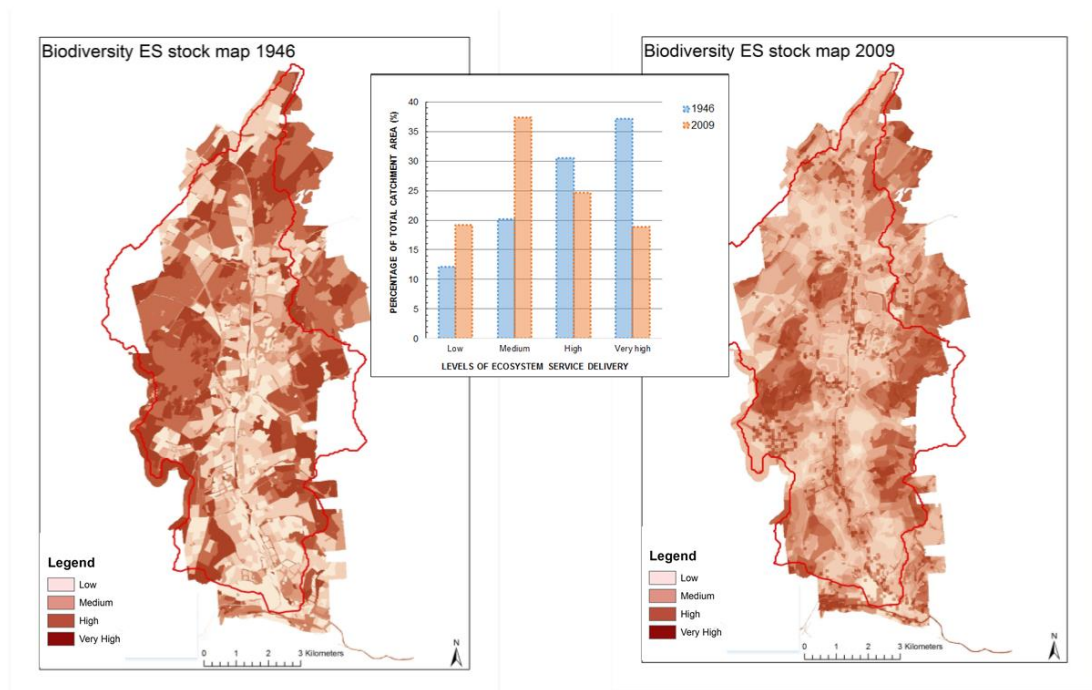 Biodiversity ES stock map 1946
Legend
Low
Medium
High
Very High
0 1 2 3 Kilometers
N
PERCENTAGE OF TOTAL CATCHMENT AREA (%)
40
35
30
25
20
15
10
5
0
Low Medium High Very high
LEVELS OF ECOSYSTEM SERVICE DELIVERY
1946
2009
Biodiversity ES stock map 2009
Legend
Low
Medium
High
Very High
0 1 2 3 Kilometers
N